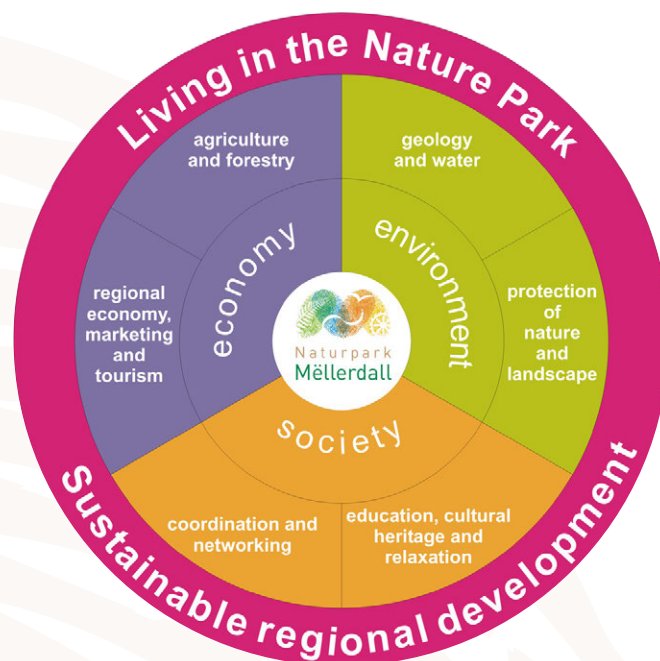 Living in the Nature Park
agriculture
and forestry
geology
and water
economy
environment
regional
economy,
marketing
and
tourism
protection
of
nature
and
landscape
Naturpark
Mëllerdall
society
coordination and
networking
education, cultural
heritage and
relaxation
Sustainable regional development